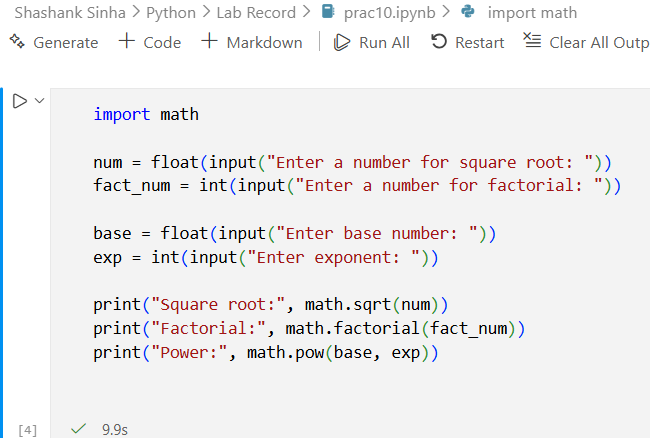 Shashank Sinha > Python > Lab Record > prac10.ipynb > import math
Generate + Code + Markdown | Run All Restart Clear All Outp
import math
num = float(input("Enter a number for square root: "))
fact_num = int(input("Enter a number for factorial: "))
base = float(input("Enter base number: "))
exp = int(input("Enter exponent: "))
print("Square root:", math.sqrt(num))
print("Factorial:", math.factorial(fact_num))
print("Power:", math.pow(base, exp))
[4] ✓ 9.9s